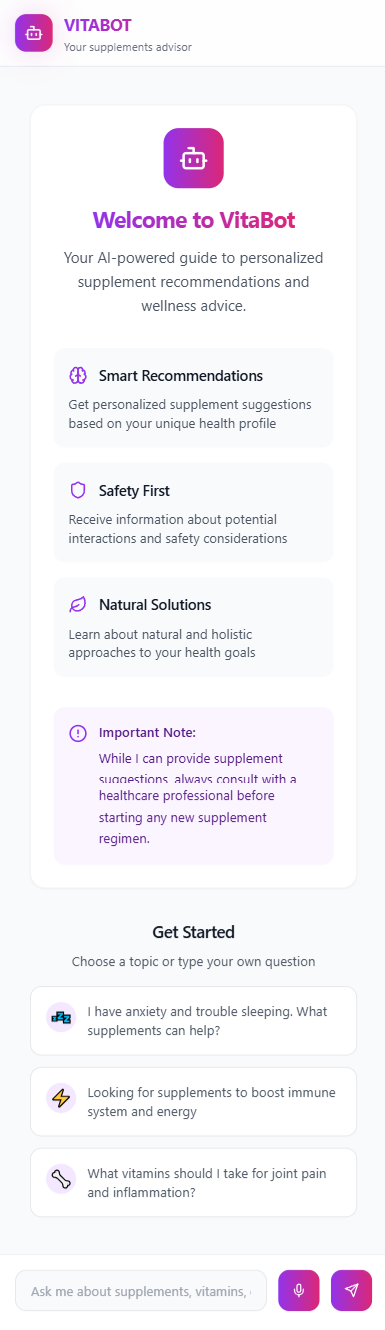 VITABOT
Your supplements advisor
Welcome to VitaBot
Your AI-powered guide to personalized
supplement recommendations and
wellness advice.
Smart Recommendations
Get personalized supplement suggestions
based on your unique health profile
Safety First
Receive information about potential
interactions and safety considerations
Natural Solutions
Learn about natural and holistic
approaches to your health goals
Important Note:
While I can provide supplement
suggestions, always consult with a
healthcare professional before
starting any new supplement
regimen.
Get Started
Choose a topic or type your own question
I have anxiety and trouble sleeping. What
supplements can help?
Looking for supplements to boost immune
system and energy
What vitamins should I take for joint pain
and inflammation?
Ask me about supplements, vitamins,